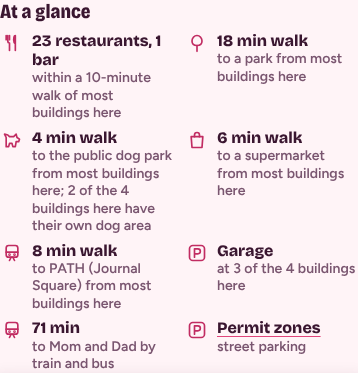 At a glance
23 restaurants, 1
bar
within a 10-minute
walk of most
buildings here
18 min walk
to a park from most
buildings here
4 min walk
to the public dog park
from most buildings
here; 2 of the 4
buildings here have
their own dog area
6 min walk
to a supermarket
from most buildings
here
8 min walk
to PATH (Journal
Square) from most
buildings here
P
Garage
at 3 of the 4 buildings
here
71 min
to Mom and Dad by
train and bus
P
Permit zones
street parking